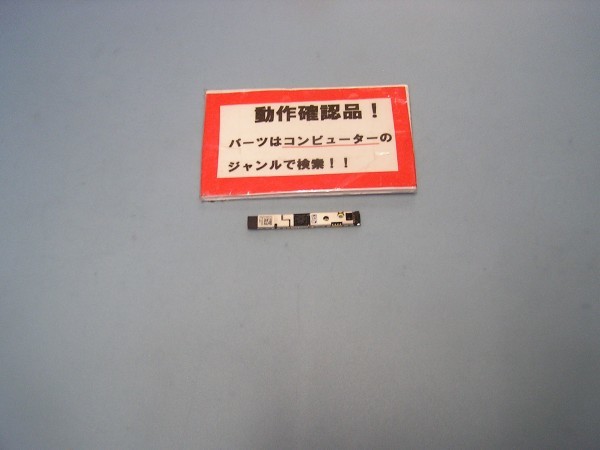 動作確認品！
パーツはコンピューターの
ジャンルで検索！！